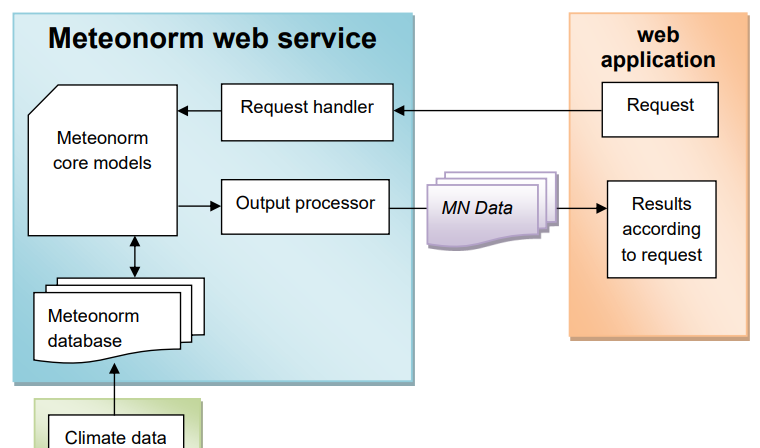 Meteonorm web service
web
application
Request handler
Request
Meteonorm
core models
Output processor
MN Data
Results
according
to request
Meteonorm
database
Climate data